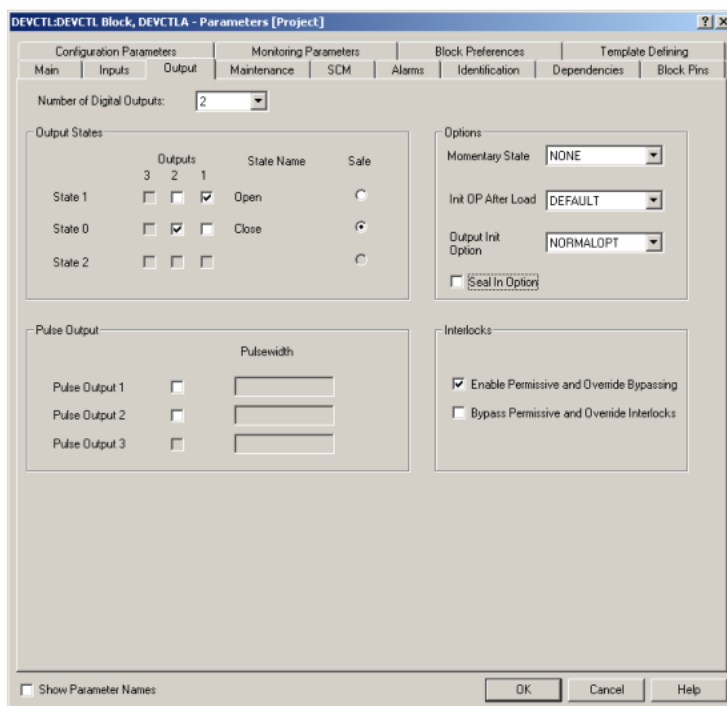 DEVCTL:DEVCTL Block, DEVCTLA - Parameters [Project]
Configuration Parameters Monitoring Parameters Block Preferences Template Defining
Main Inputs Output Maintenance SCM Alarms Identification Dependencies Block Pins
Number of Digital Outputs: 2
Output States
Outputs State Name Safe
3 2 1
State 1 Open
State 0 Close
State 2
Options
Momentary State NONE
Init OP After Load DEFAULT
Output Init
Option NORMALOPT
Seal In Option
Pulse Output
Pulsewidth
Pulse Output 1
Pulse Output 2
Pulse Output 3
Interlocks
Enable Permissive and Override Bypassing
Bypass Permissive and Override Interlocks
Show Parameter Names OK Cancel Help